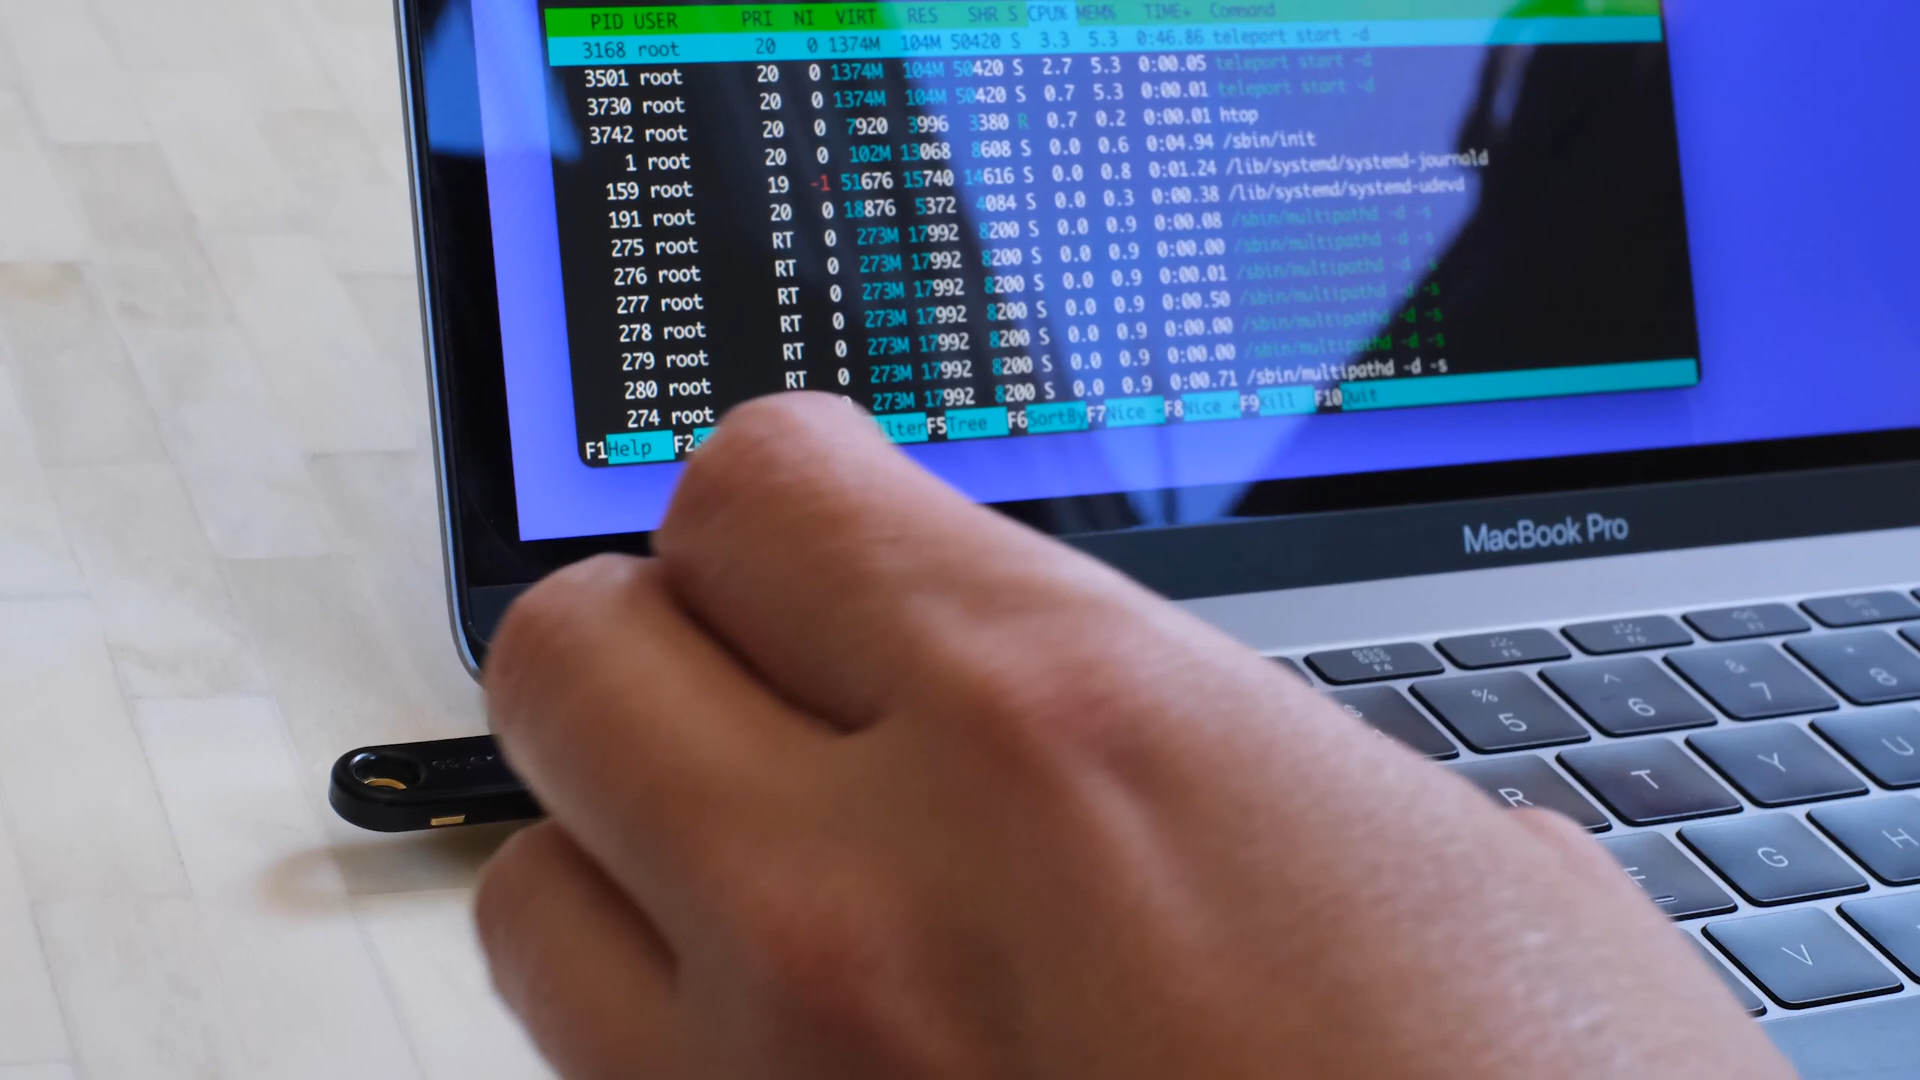 PID USER PRI NI VIRT RES SHR S CPU% MEM% TIME+ Command
3168 root 20 0 1374M 104M 50420 S 3.3 5.3 0:46.86 teleport start -d
3501 root 20 0 1374M 104M 50420 S 2.7 5.3 0:00.05 teleport start -d
3730 root 20 0 1374M 104M 50420 S 0.7 5.3 0:00.01 teleport start -d
3742 root 20 0 7920 3996 3380 R 0.7 0.2 0:00.01 htop
1 root 20 0 102M 13068 8608 S 0.0 0.6 0:04.94 /sbin/init
159 root 19 -1 51676 15740 14616 S 0.0 0.8 0:01.24 /lib/systemd/systemd-journald
191 root 20 0 18876 5372 4084 S 0.0 0.3 0:00.38 /lib/systemd/systemd-udevd
275 root RT 0 273M 17992 8200 S 0.0 0.9 0:00.08 /sbin/multipathd -d -s
276 root RT 0 273M 17992 8200 S 0.0 0.9 0:00.00 /sbin/multipathd -d -s
277 root RT 0 273M 17992 8200 S 0.0 0.9 0:00.01 /sbin/multipathd -d -s
278 root RT 0 273M 17992 8200 S 0.0 0.9 0:00.50 /sbin/multipathd -d -s
279 root RT 0 273M 17992 8200 S 0.0 0.9 0:00.00 /sbin/multipathd -d -s
280 root RT 0 273M 17992 8200 S 0.0 0.9 0:00.00 /sbin/multipathd -d -s
274 root 273M 17992 8200 S 0.0 0.9 0:00.71 /sbin/multipathd -d -s
F1Help F2 lter F5Tree F6SortBy F7Nice - F8Nice + F9Kill F10Quit
MacBook Pro
F4 F5 F6 F7
% 5 ^ 6 & 7 * 8
R T Y U
G H
V